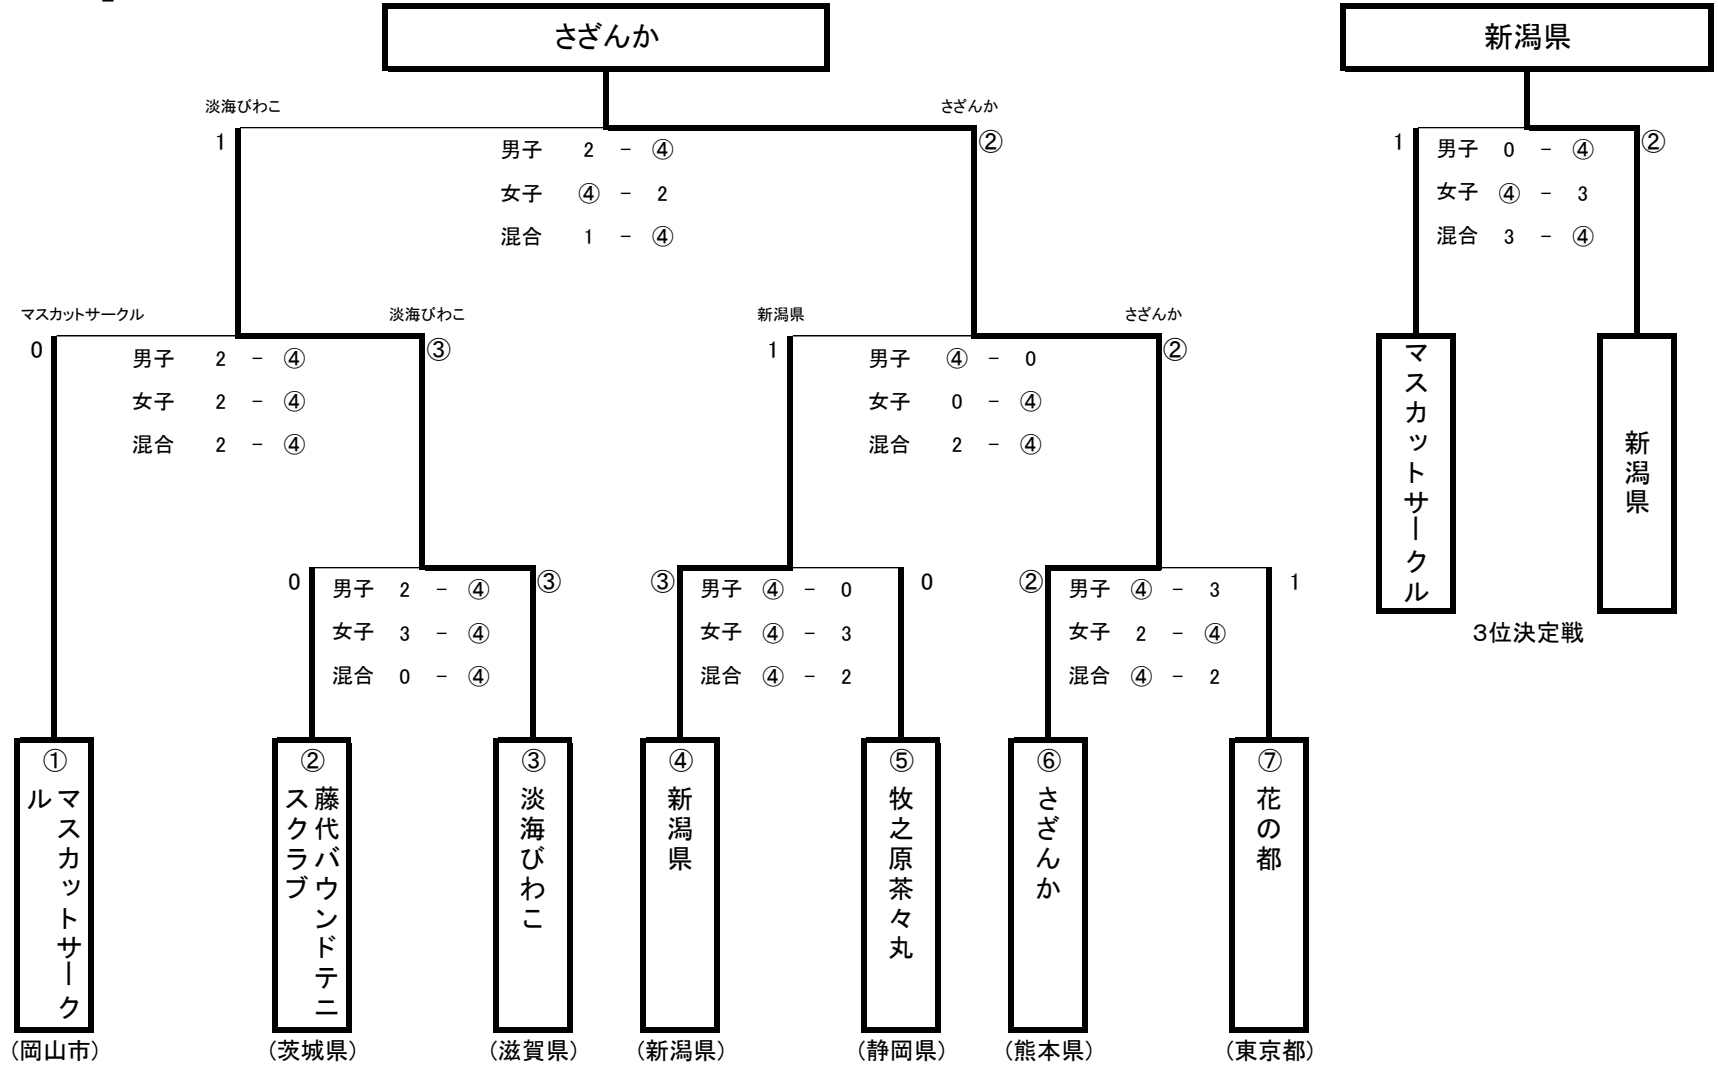 さざんか
新潟県
淡海びわこ
さざんか
1
②
1
②
男子 2 － ④
女子 ④ － 2
混合 1 － ④
男子 0 － ④
女子 ④ － 3
混合 3 － ④
マスカットサークル
淡海びわこ
新潟県
さざんか
0
③
1
②
男子 2 － ④
女子 2 － ④
混合 2 － ④
男子 ④ － 0
女子 0 － ④
混合 2 － ④
マスカットサークル
新潟県
3位決定戦
0
③
③
0
②
1
男子 2 － ④
女子 3 － ④
混合 0 － ④
男子 ④ － 0
女子 ④ － 3
混合 ④ － 2
男子 ④ － 3
女子 2 － ④
混合 ④ － 2
①
マスカットサーク
ル
②
藤代バウンドテニ
スクラブ
③
淡海びわこ
④
新潟県
⑤
牧之原茶々丸
⑥
さざんか
⑦
花の都
(岡山市)
(茨城県)
(滋賀県)
(新潟県)
(静岡県)
(熊本県)
(東京都)